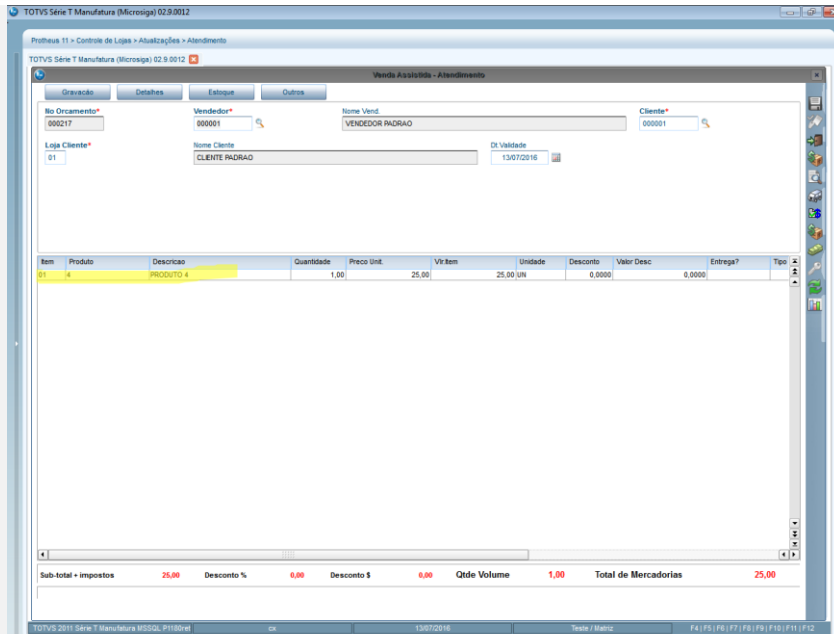 TOTVS Série T Manufatura (Microsiga) 02.9.0012
Protheus 11 > Controle de Lojas > Atualizações > Atendimento
TOTVS Série T Manufatura (Microsiga) 02.9.0012
Venda Assistida - Atendimento
Gravacão Detalhes Estoque Outros
No Orcamento* Vendedor* Nome Vend. Cliente*
000217 000001 VENDEDOR PADRAO 000001
Loja Cliente* Nome Cliente Dt.Validade
01 CLIENTE PADRAO 13/07/2016
Item Produto Descricao Quantidade Preco Unit. Vlr.Item Unidade Desconto Valor Desc Entrega? Tipo
01 4 PRODUTO 4 1,00 25,00 25,00 UN 0,0000 0,0000
Sub-total + impostos 25,00 Desconto % 0,00 Desconto $ 0,00 Qtde Volume 1,00 Total de Mercadorias 25,00
TOTVS 2011 Série T Manufatura MSSQL P1180ret cx 13/07/2016 Teste / Matriz F4 | F5 | F6 | F7 | F8 | F9 | F10 | F11 | F12